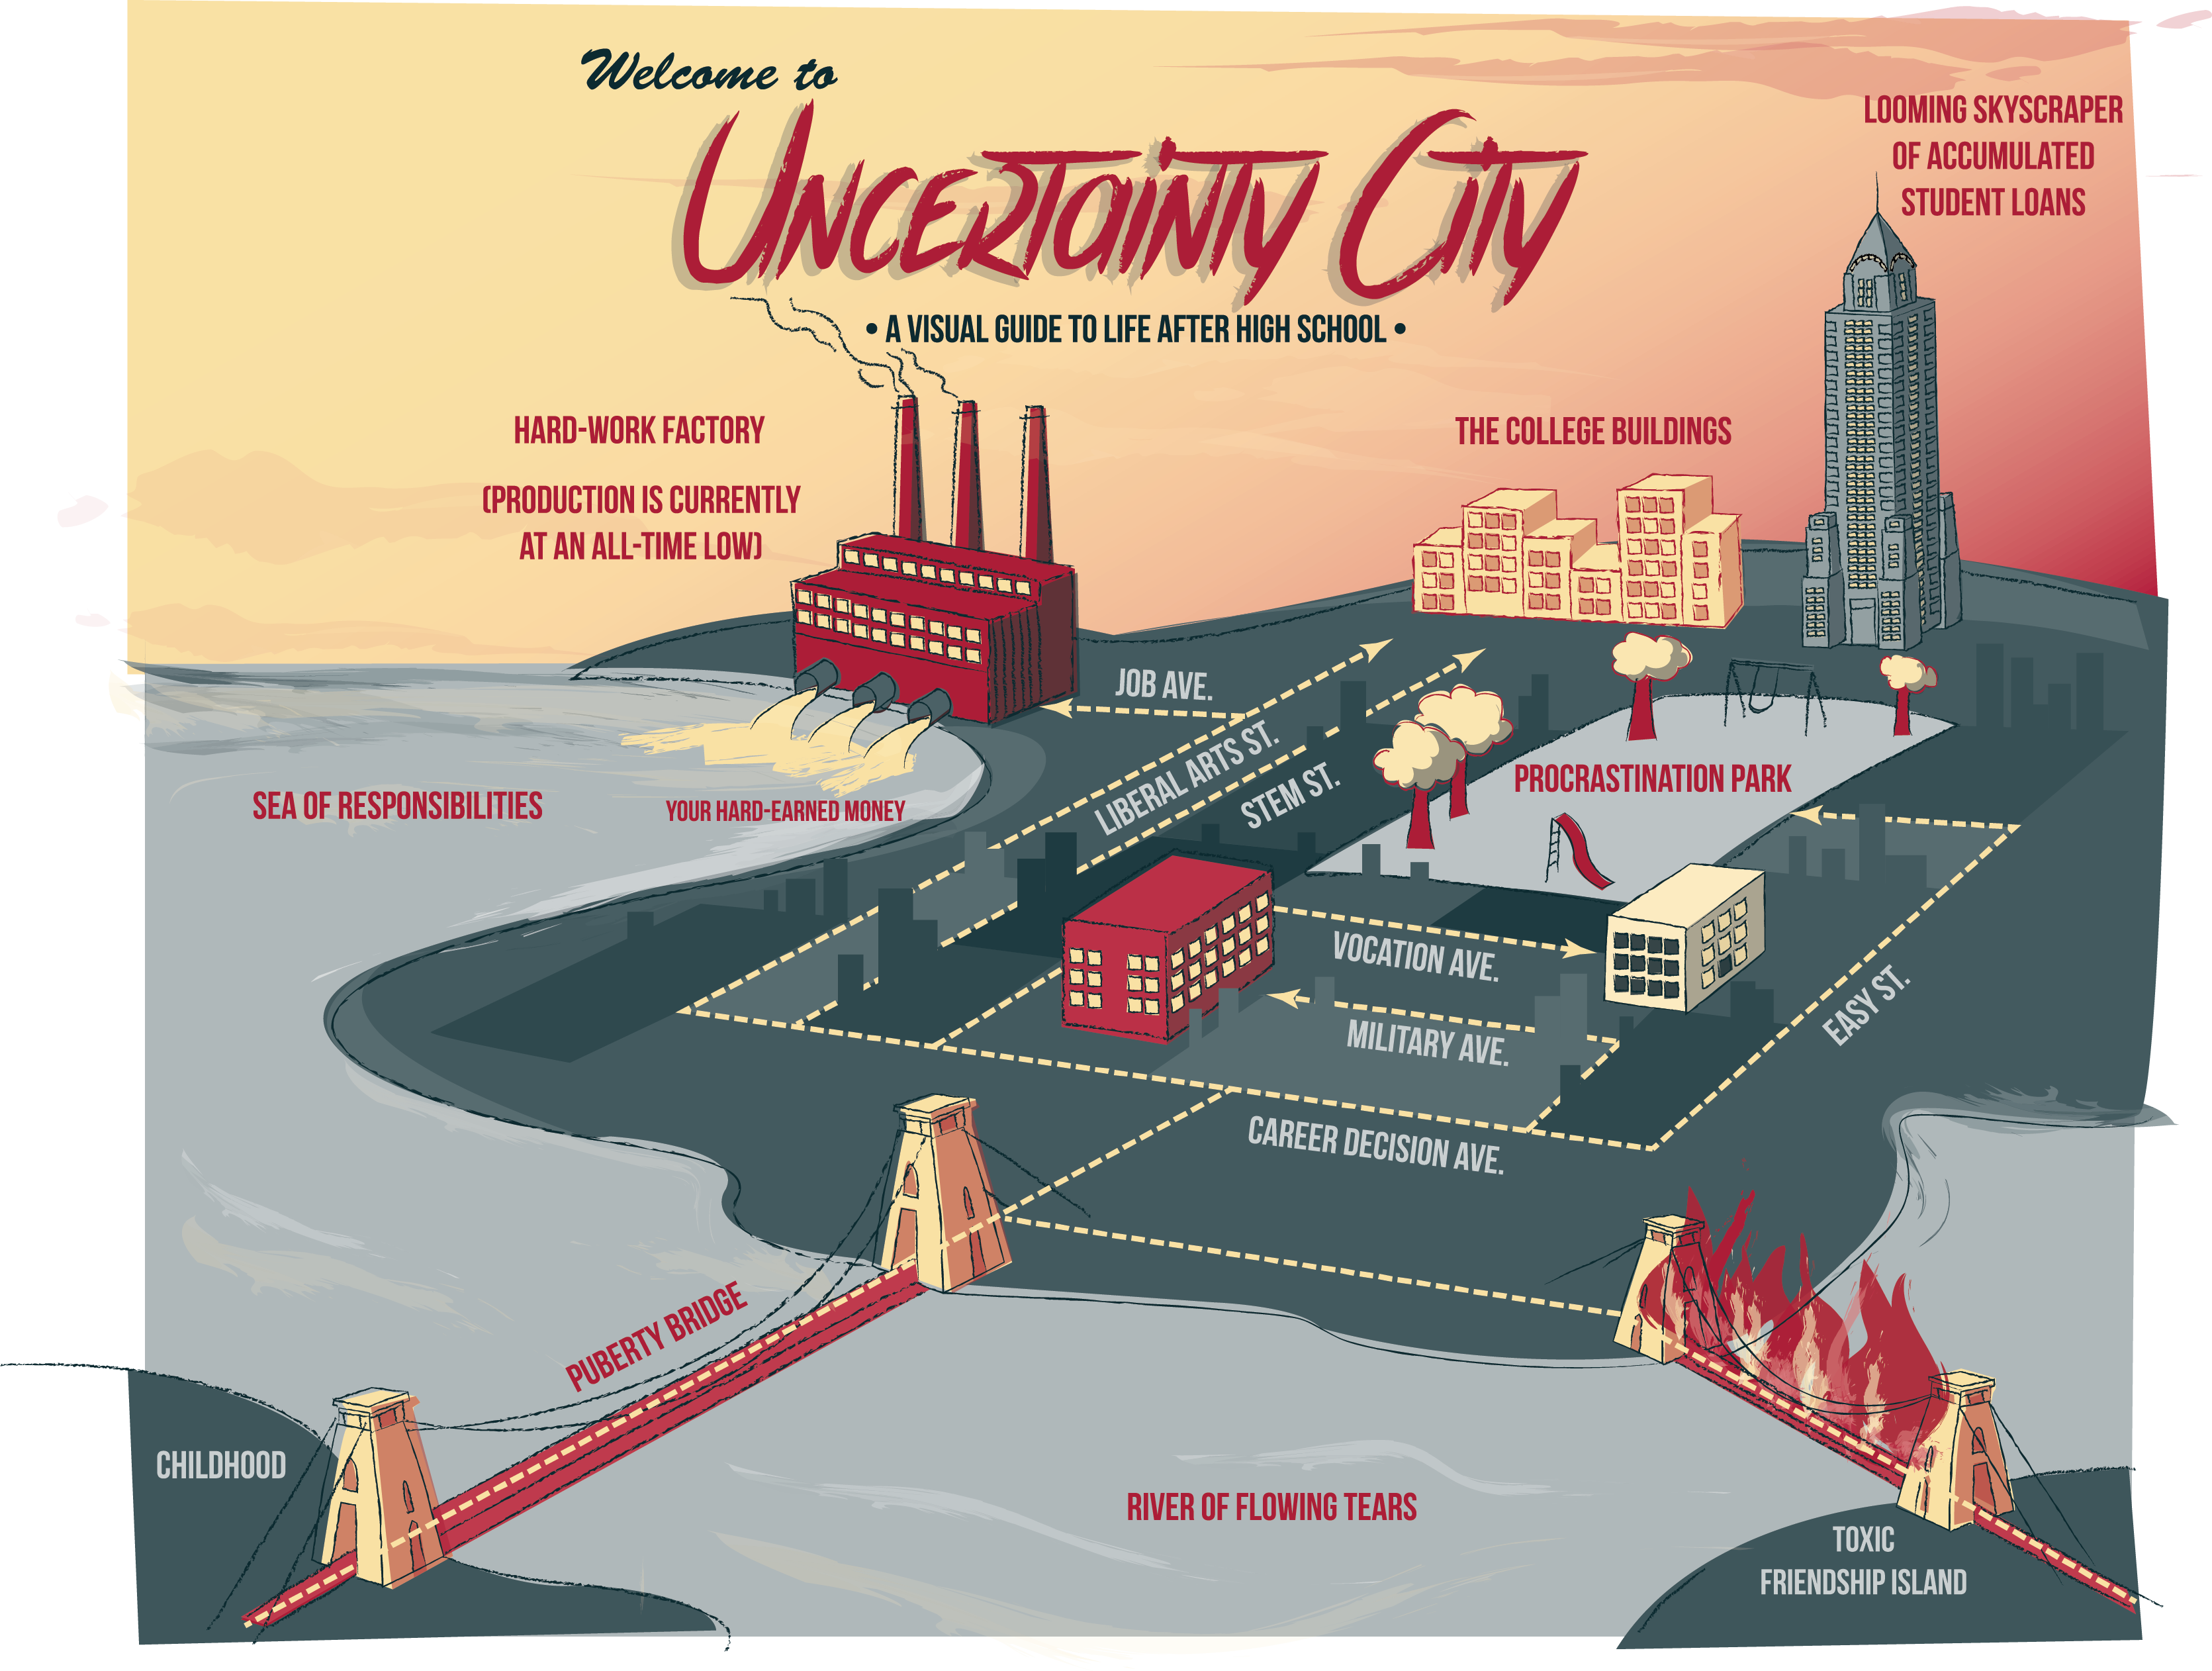 Welcome to
UNCERTaiNTY CiTY
• A VISUAL GUIDE TO LIFE AFTER HIGH SCHOOL •
LOOMING SKYSCRAPER
OF ACCUMULATED
STUDENT LOANS
HARD-WORK FACTORY
(PRODUCTION IS CURRENTLY
AT AN ALL-TIME LOW)
THE COLLEGE BUILDINGS
JOB AVE.
LIBERAL ARTS ST.
STEM ST.
PROCRASTINATION PARK
SEA OF RESPONSIBILITIES
YOUR HARD-EARNED MONEY
VOCATION AVE.
MILITARY AVE.
EASY ST.
CAREER DECISION AVE.
PUBERTY BRIDGE
CHILDHOOD
RIVER OF FLOWING TEARS
TOXIC
FRIENDSHIP ISLAND